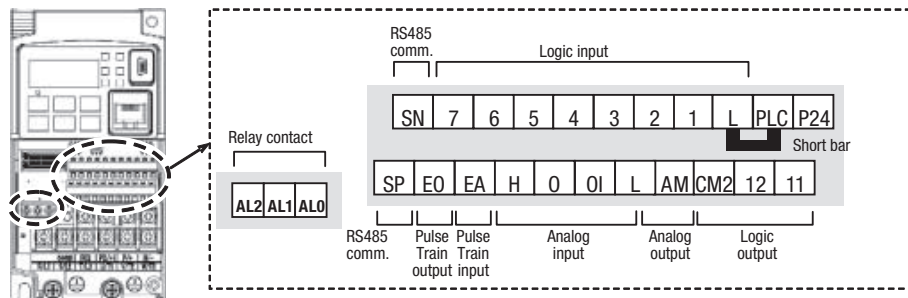 RS485
comm.
Logic input
SN 7 6 5 4 3 2 1 L PLC P24
Short bar
Relay contact
AL2 AL1 AL0
SP EO EA H O OI L AM CM2 12 11
RS485
comm.
Pulse
Train
output
Pulse
Train
input
Analog
input
Analog
output
Logic
output